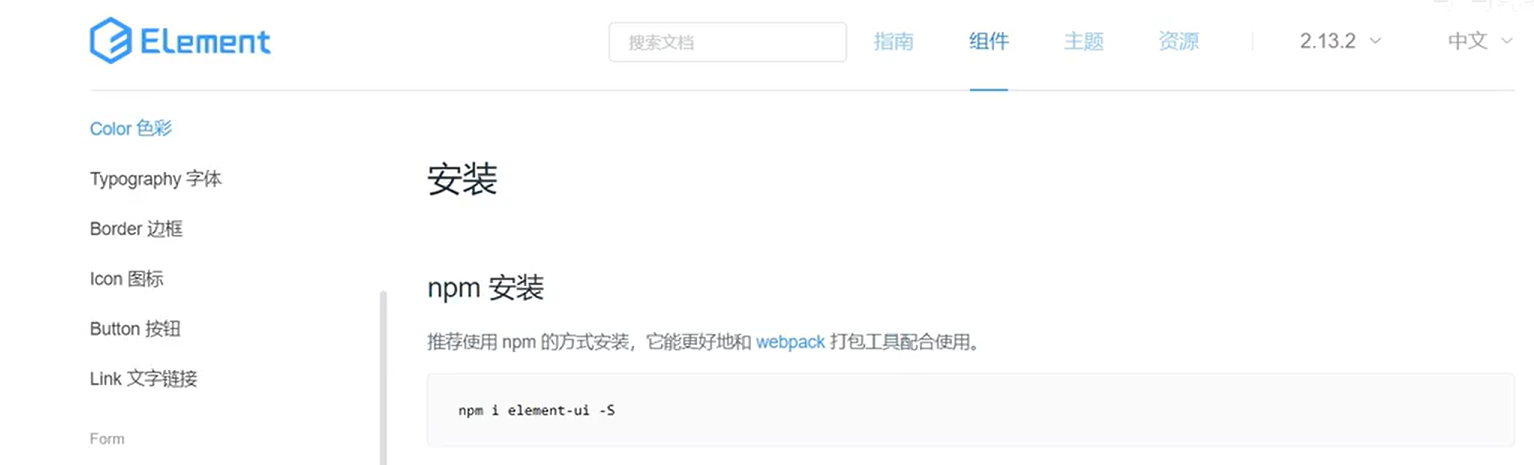 Element
搜索文档
指南
组件
主题
资源
2.13.2
中文
Color 色彩
Typography 字体
Border 边框
Icon 图标
Button 按钮
Link 文字链接
Form
安装
npm 安装
推荐使用 npm 的方式安装，它能更好地和 webpack 打包工具配合使用。
npm i element-ui -S